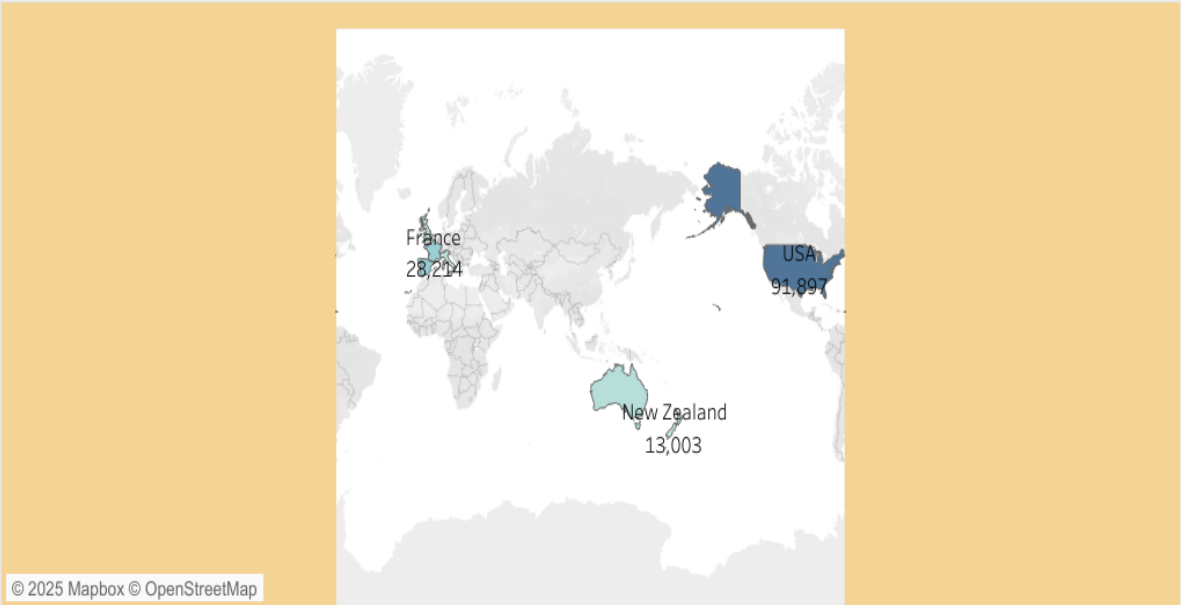 France
28,214
USA
91,897
New Zealand
13,003
© 2025 Mapbox © OpenStreetMap